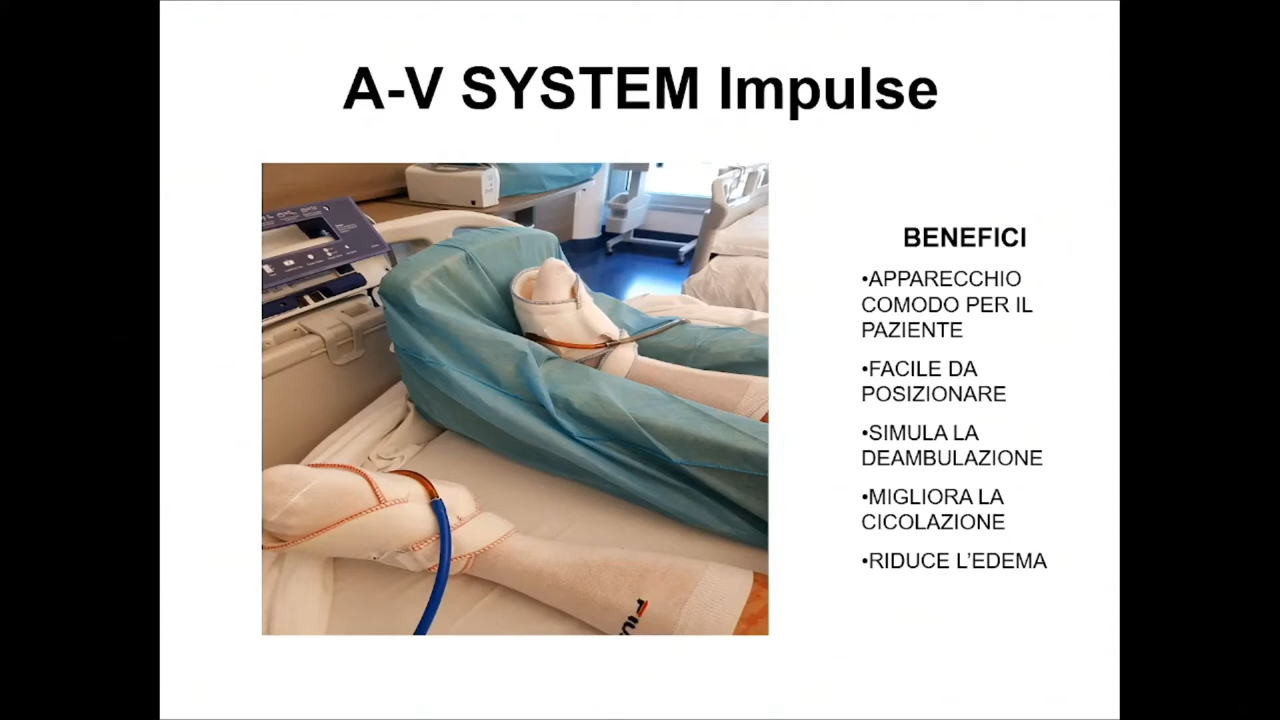 A-V SYSTEM Impulse
BENEFICI
•APPARECCHIO
COMODO PER IL
PAZIENTE
•FACILE DA
POSIZIONARE
•SIMULA LA
DEAMBULAZIONE
•MIGLIORA LA
CICOLAZIONE
•RIDUCE L'EDEMA